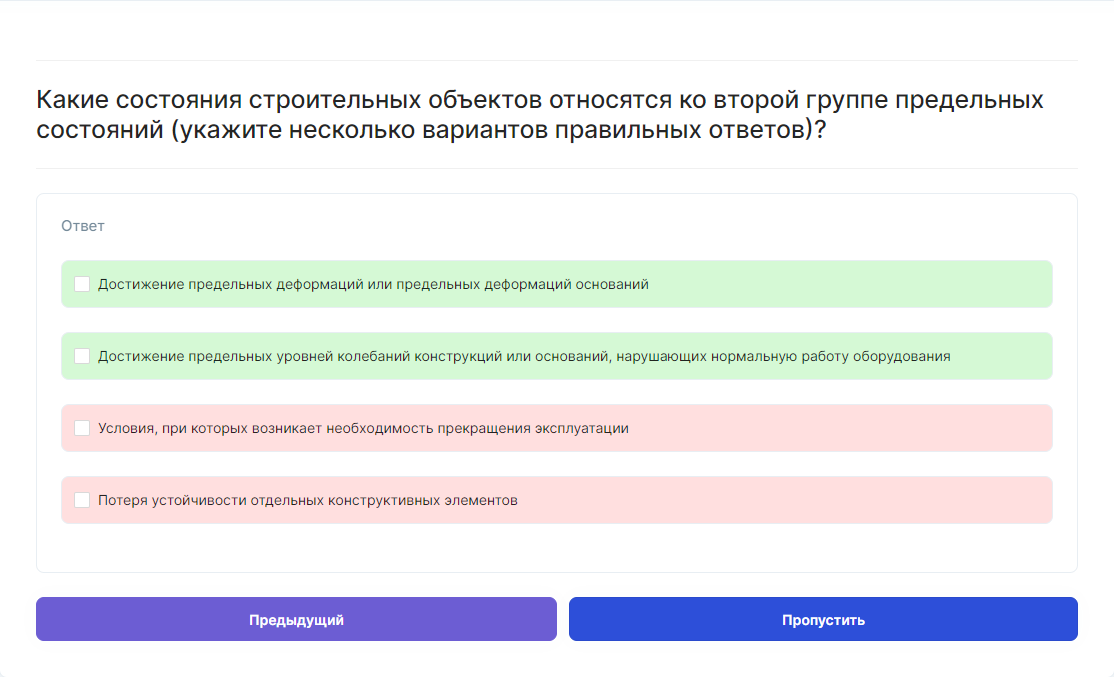 Какие состояния строительных объектов относятся ко второй группе предельных
состояний (укажите несколько вариантов правильных ответов)?
Ответ
Достижение предельных деформаций или предельных деформаций оснований
Достижение предельных уровней колебаний конструкций или оснований, нарушающих нормальную работу оборудования
Условия, при которых возникает необходимость прекращения эксплуатации
Потеря устойчивости отдельных конструктивных элементов
Предыдущий
Пропустить